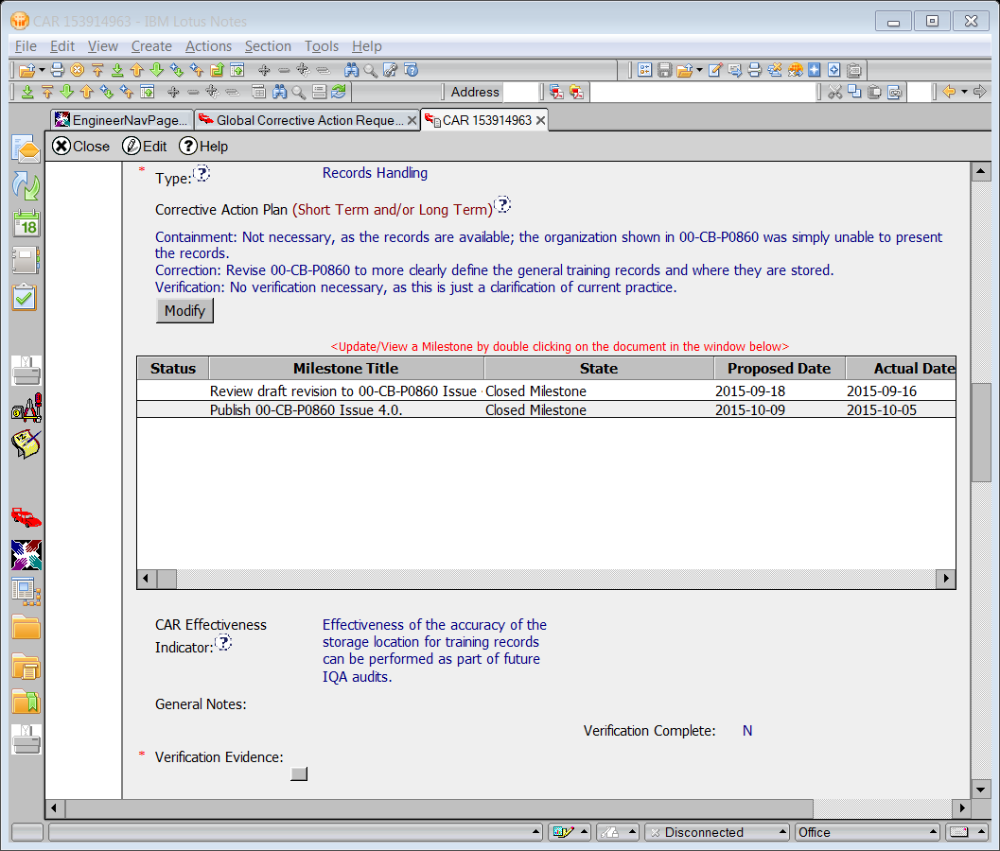 CAR 153914963 - IBM Lotus Notes
File Edit View Create Actions Section Tools Help
Address
EngineerNavPage... Global Corrective Action Reque... CAR 153914963
Close Edit Help
18
* Type: ? Records Handling
Corrective Action Plan (Short Term and/or Long Term) ?
Containment: Not necessary, as the records are available; the organization shown in 00-CB-P0860 was simply unable to present
the records.
Correction: Revise 00-CB-P0860 to more clearly define the general training records and where they are stored.
Verification: No verification necessary, as this is just a clarification of current practice.
Modify
<Update/View a Milestone by double clicking on the document in the window below>
Status Milestone Title State Proposed Date Actual Date
Review draft revision to 00-CB-P0860 Issue Closed Milestone 2015-09-18 2015-09-16
Publish 00-CB-P0860 Issue 4.0. Closed Milestone 2015-10-09 2015-10-05
CAR Effectiveness
Indicator: ?
Effectiveness of the accuracy of the
storage location for training records
can be performed as part of future
IQA audits.
General Notes:
Verification Complete: N
* Verification Evidence:
Disconnected Office